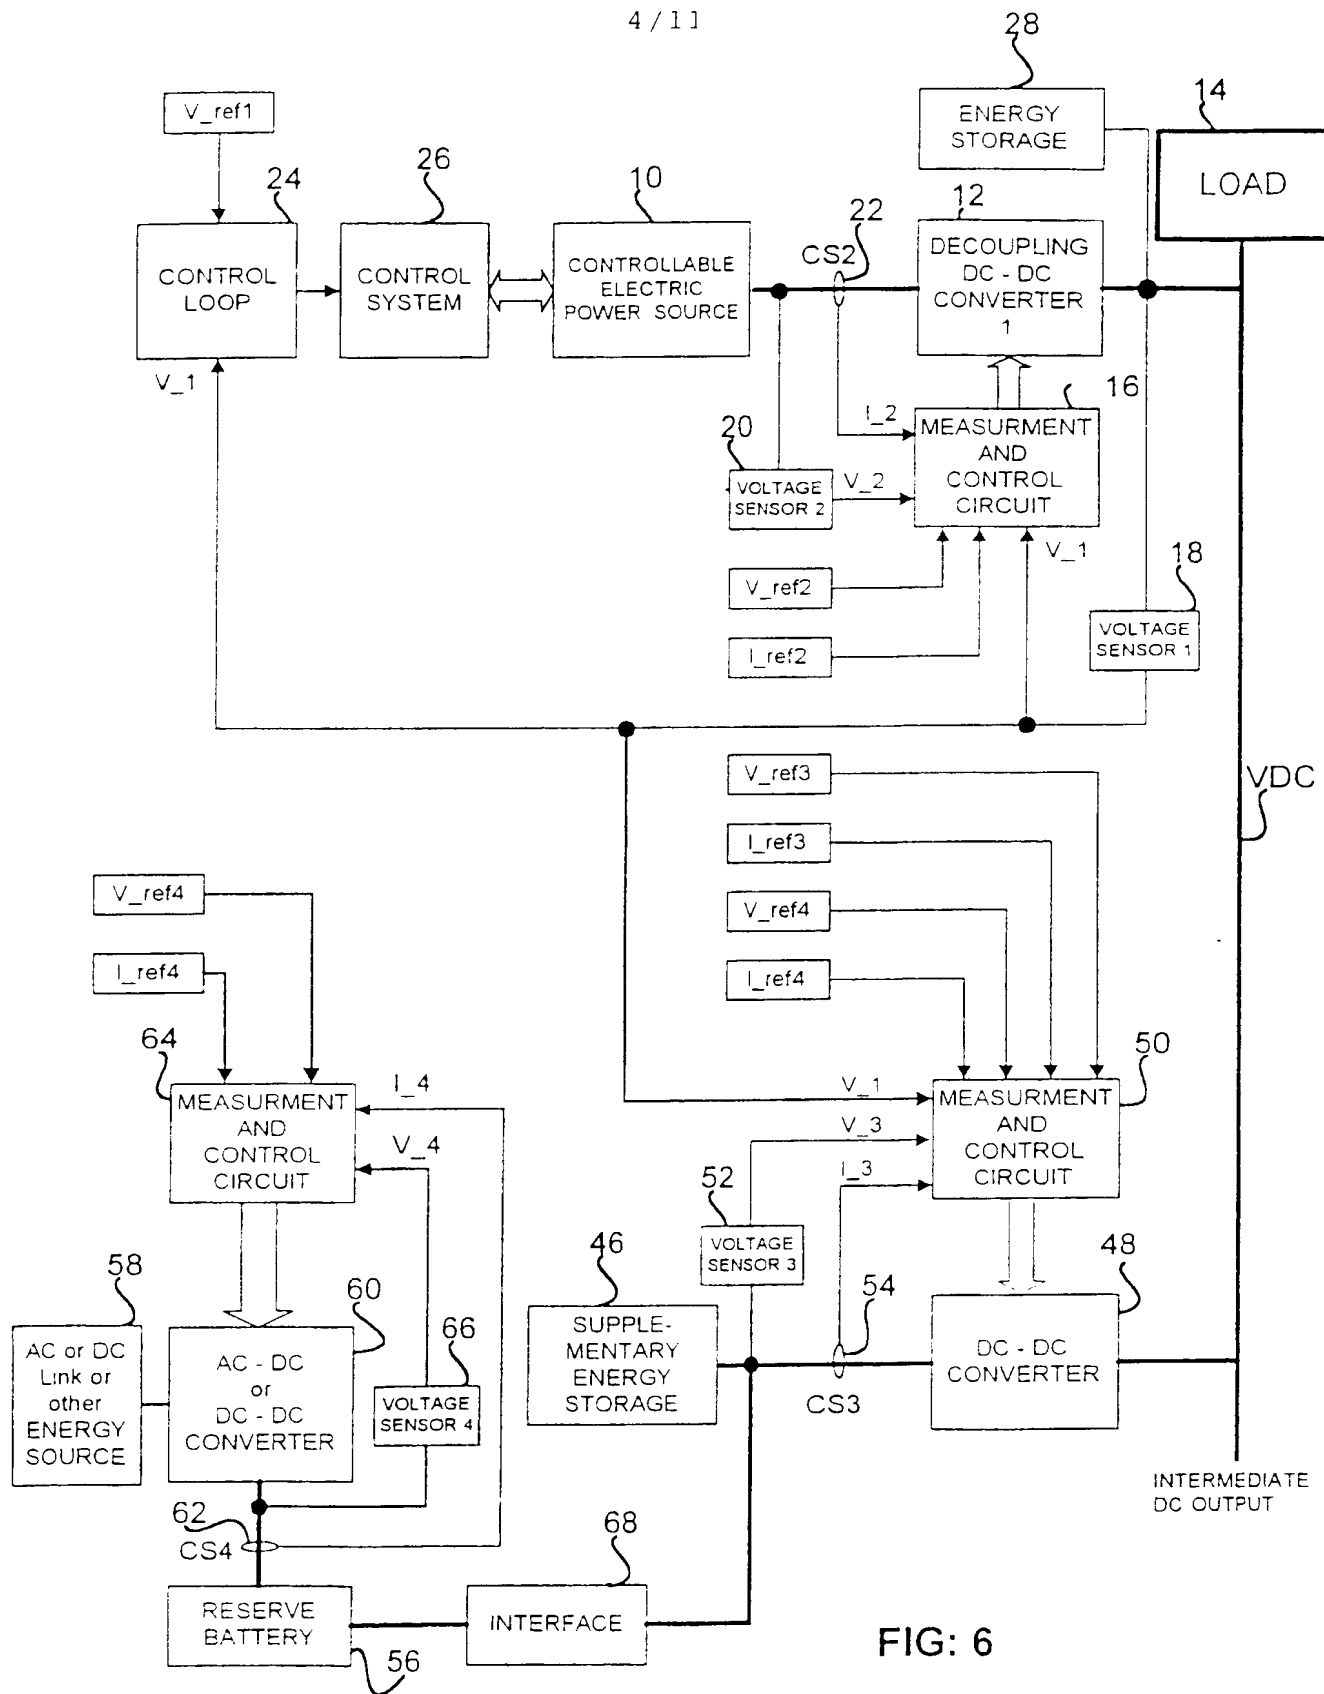 4/11
28
V_ref1
ENERGY
STORAGE
14
LOAD
24
26
10
12
22
CS2
CONTROL
LOOP
CONTROL
SYSTEM
CONTROLLABLE
ELECTRIC
POWER SOURCE
DECOUPLING
DC - DC
CONVERTER
1
V_1
16
I_2
20
MEASURMENT
AND
CONTROL
CIRCUIT
VOLTAGE
SENSOR 2
V_2
V_1
18
V_ref2
I_ref2
VOLTAGE
SENSOR 1
V_ref3
VDC
I_ref3
V_ref4
V_ref4
I_ref4
I_ref4
64
50
I_4
V_1
MEASURMENT
AND
CONTROL
CIRCUIT
MEASURMENT
AND
CONTROL
CIRCUIT
V_4
V_3
I_3
52
46
VOLTAGE
SENSOR 3
48
58
60
54
66
AC or DC
Link or
other
ENERGY
SOURCE
AC - DC
or
DC - DC
CONVERTER
VOLTAGE
SENSOR 4
SUPPLE-
MENTARY
ENERGY
STORAGE
CS3
DC - DC
CONVERTER
INTERMEDIATE
DC OUTPUT
62
CS4
68
RESERVE
BATTERY
INTERFACE
56
FIG: 6